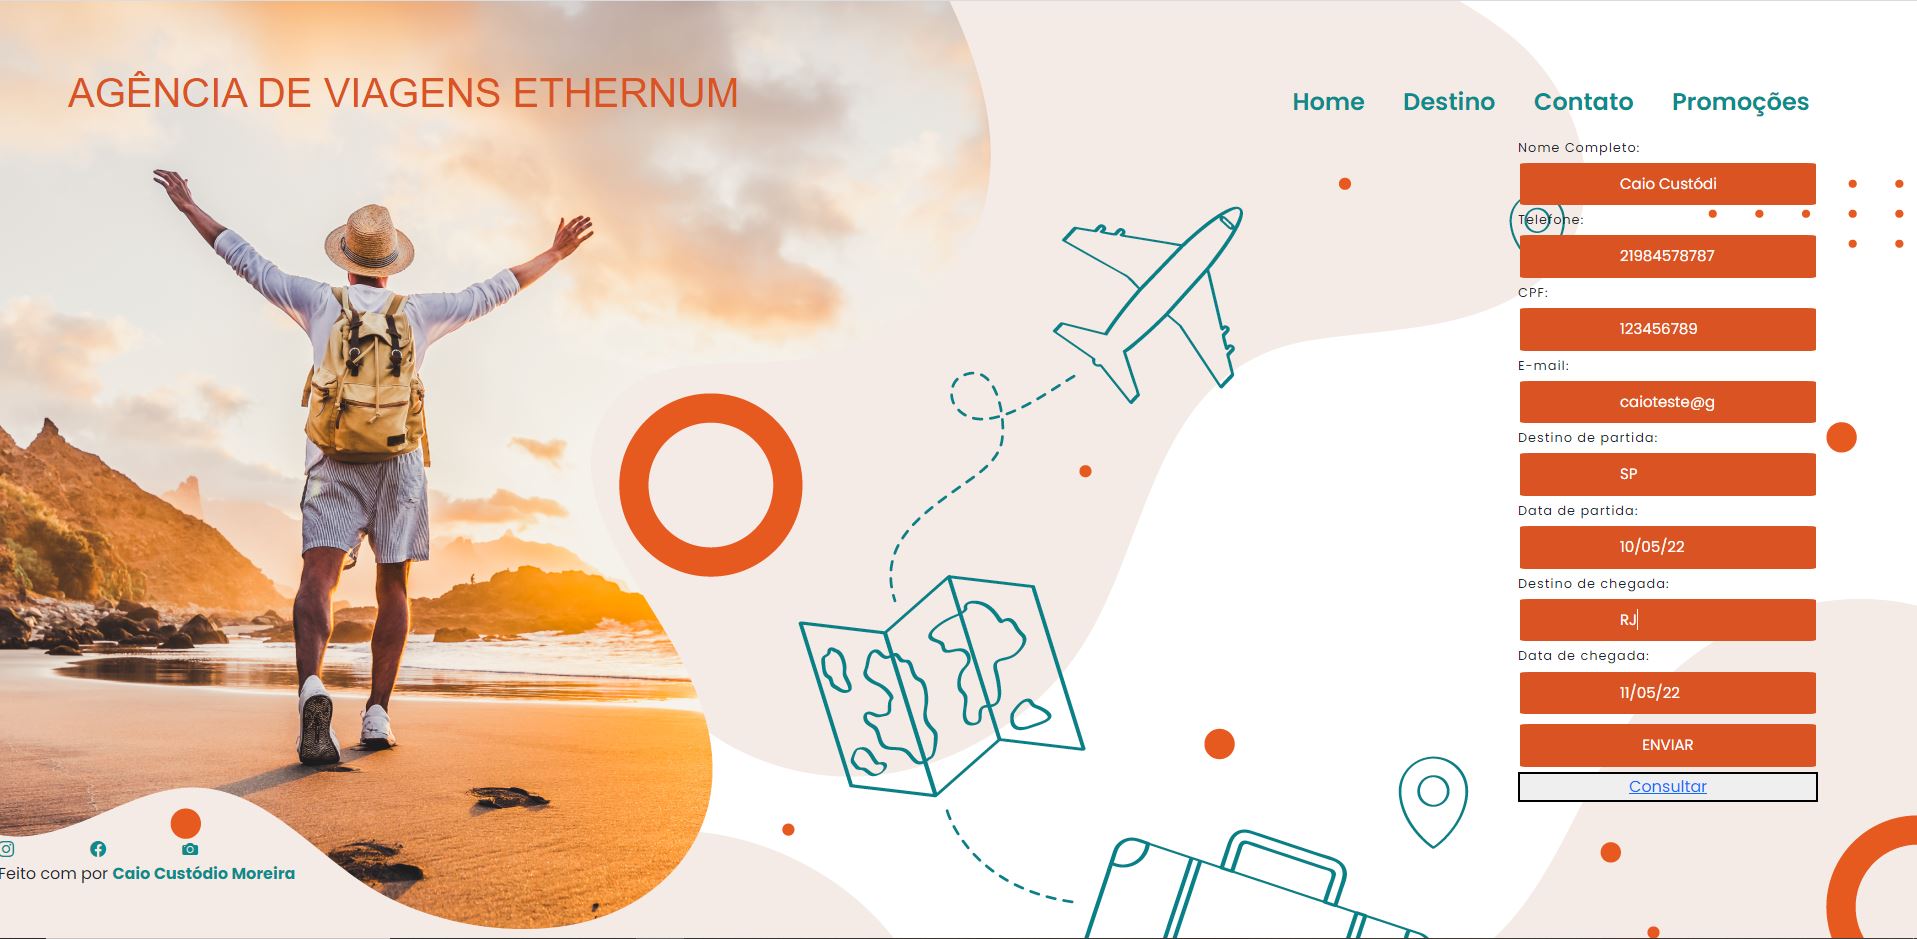 AGÊNCIA DE VIAGENS ETHERNUM
Home Destino Contato Promoções
Nome Completo:
Caio Custódi
Telefone:
21984578787
CPF:
123456789
E-mail:
caioteste@g
Destino de partida:
SP
Data de partida:
10/05/22
Destino de chegada:
RJ
Data de chegada:
11/05/22
ENVIAR
Consultar
Feito com por Caio Custódio Moreira